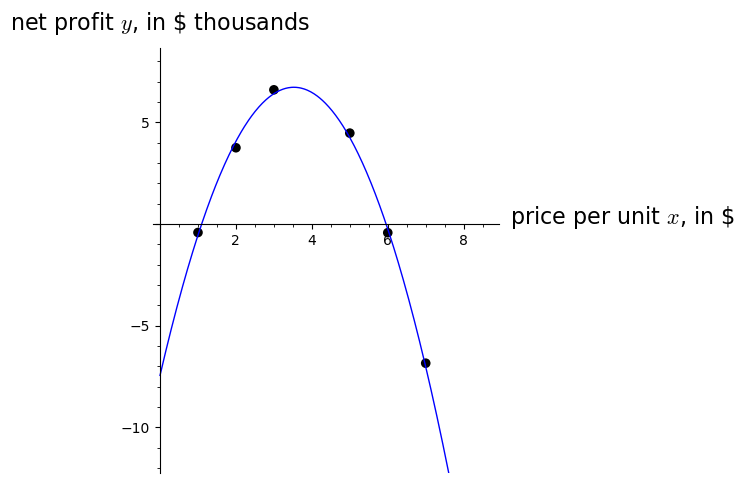 net profit y, in $ thousands
5
price per unit x, in $
2 4 6 8
−5
−10